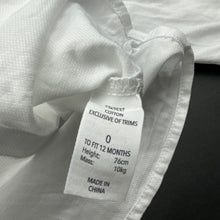 COTTON
EXCLUSIVE OF TRIMS
0
TO FIT 12 MONTHS
Height: 76cm
Mass: 10kg
MADE IN
CHINA